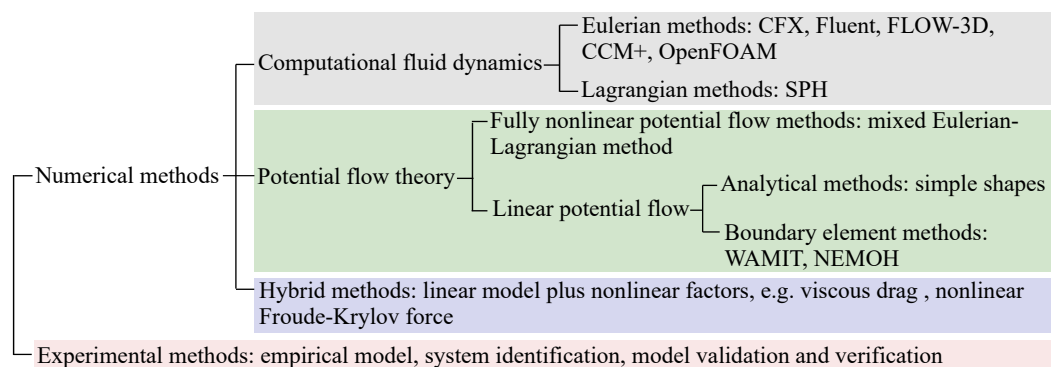 Eulerian methods: CFX, Fluent, FLOW-3D,
CCM+, OpenFOAM
Computational fluid dynamics
Lagrangian methods: SPH
Fully nonlinear potential flow methods: mixed Eulerian-
Lagrangian method
Numerical methods
Potential flow theory
Analytical methods: simple shapes
Linear potential flow
Boundary element methods:
WAMIT, NEMOH
Hybrid methods: linear model plus nonlinear factors, e.g. viscous drag , nonlinear
Froude-Krylov force
Experimental methods: empirical model, system identification, model validation and verification